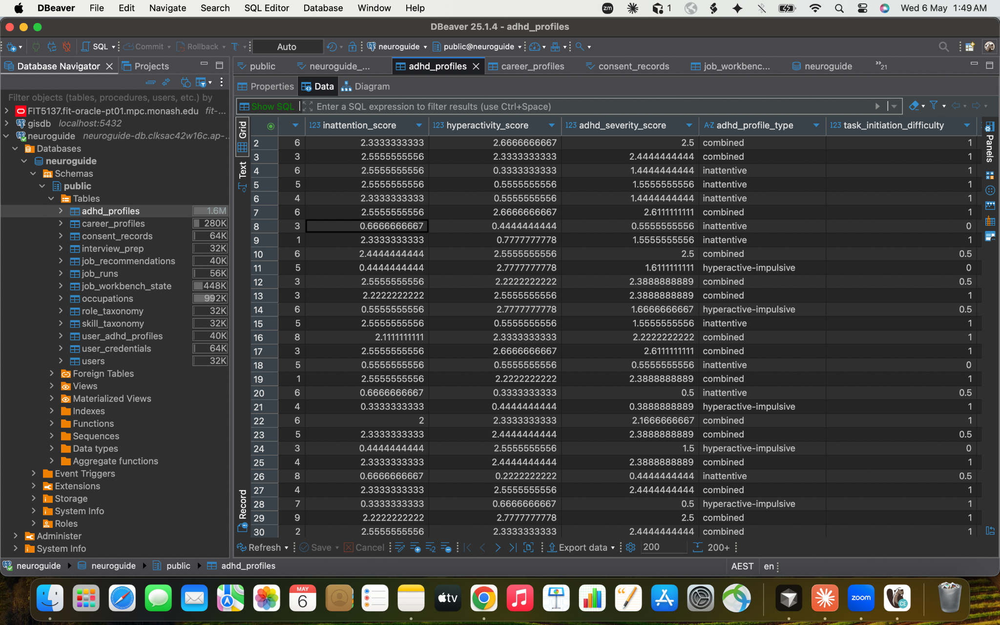 DBeaver File Edit Navigate Search SQL Editor Database Window Help zm 1 Wed 6 May 1:49 AM
DBeaver 25.1.4 - adhd_profiles
SQL Commit Rollback T Auto neuroguide public@neuroguide
Database Navigator Projects
public neuroguide_... adhd_profiles career_profiles consent_records job_workbenc... neuroguide »21
Properties Data Diagram
Filter objects (tables, procedures, users, etc.) by
Show SQL Enter a SQL expression to filter results (use Ctrl+Space)
FIT5137.fit-oracle-pt01.mpc.monash.edu fit-...
gisdb localhost:5432
neuroguide neuroguide-db.clksac42w16c.ap-...
Databases
neuroguide
Schemas
public
Tables
adhd_profiles 1.6M
career_profiles 280K
consent_records 64K
interview_prep 32K
job_recommendations 40K
job_runs 56K
job_workbench_state 448K
occupations 992K
role_taxonomy 32K
skill_taxonomy 32K
user_adhd_profiles 40K
user_credentials 64K
users 32K
Foreign Tables
Views
Materialized Views
Indexes
Functions
Sequences
Data types
Aggregate functions
Event Triggers
Extensions
Storage
System Info
Roles
Administer
System Info
Grid
Text
Record
Panels
123 inattention_score 123 hyperactivity_score 123 adhd_severity_score A-Z adhd_profile_type 123 task_initiation_difficulty
2 6 2.3333333333 2.6666666667 2.5 combined 1
3 3 2.5555555556 2.3333333333 2.4444444444 combined 1
4 6 2.5555555556 0.3333333333 1.4444444444 inattentive 1
5 5 2.5555555556 0.5555555556 1.5555555556 inattentive 1
6 4 2.3333333333 0.5555555556 1.4444444444 inattentive 1
7 6 2.5555555556 2.6666666667 2.6111111111 combined 1
8 3 0.6666666667 0.4444444444 0.5555555556 inattentive 0
9 1 2.3333333333 0.7777777778 1.5555555556 inattentive 1
10 6 2.4444444444 2.5555555556 2.5 combined 0.5
11 5 0.4444444444 2.7777777778 1.6111111111 hyperactive-impulsive 0
12 3 2.5555555556 2.2222222222 2.3888888889 combined 0.5
13 3 2.2222222222 2.5555555556 2.3888888889 combined 1
14 6 0.5555555556 2.7777777778 1.6666666667 hyperactive-impulsive 0.5
15 5 2.5555555556 0.5555555556 1.5555555556 inattentive 1
16 8 2.1111111111 2.3333333333 2.2222222222 combined 1
17 3 2.5555555556 2.6666666667 2.6111111111 combined 1
18 5 0.5555555556 0.5555555556 0.5555555556 inattentive 0
19 1 2.5555555556 2.2222222222 2.3888888889 combined 1
20 6 0.6666666667 0.3333333333 0.5 inattentive 0.5
21 4 0.3333333333 0.4444444444 0.3888888889 hyperactive-impulsive 1
22 6 2 2.3333333333 2.1666666667 combined 1
23 5 2.3333333333 2.4444444444 2.3888888889 combined 0.5
24 3 0.4444444444 2.5555555556 1.5 hyperactive-impulsive 0
25 4 2.3333333333 2.4444444444 2.3888888889 combined 1
26 8 0.6666666667 0.2222222222 0.4444444444 inattentive 0.5
27 4 2.3333333333 2.5555555556 2.4444444444 combined 1
28 7 0.3333333333 0.6666666667 0.5 hyperactive-impulsive 1
29 9 2.2222222222 2.7777777778 2.5 combined 1
30 2 2.5555555556 2.3333333333 2.4444444444 combined 1
Refresh Save Cancel Export data 200 200+
neuroguide neuroguide public adhd_profiles AEST en
MAY
6
tv
zoom
CE